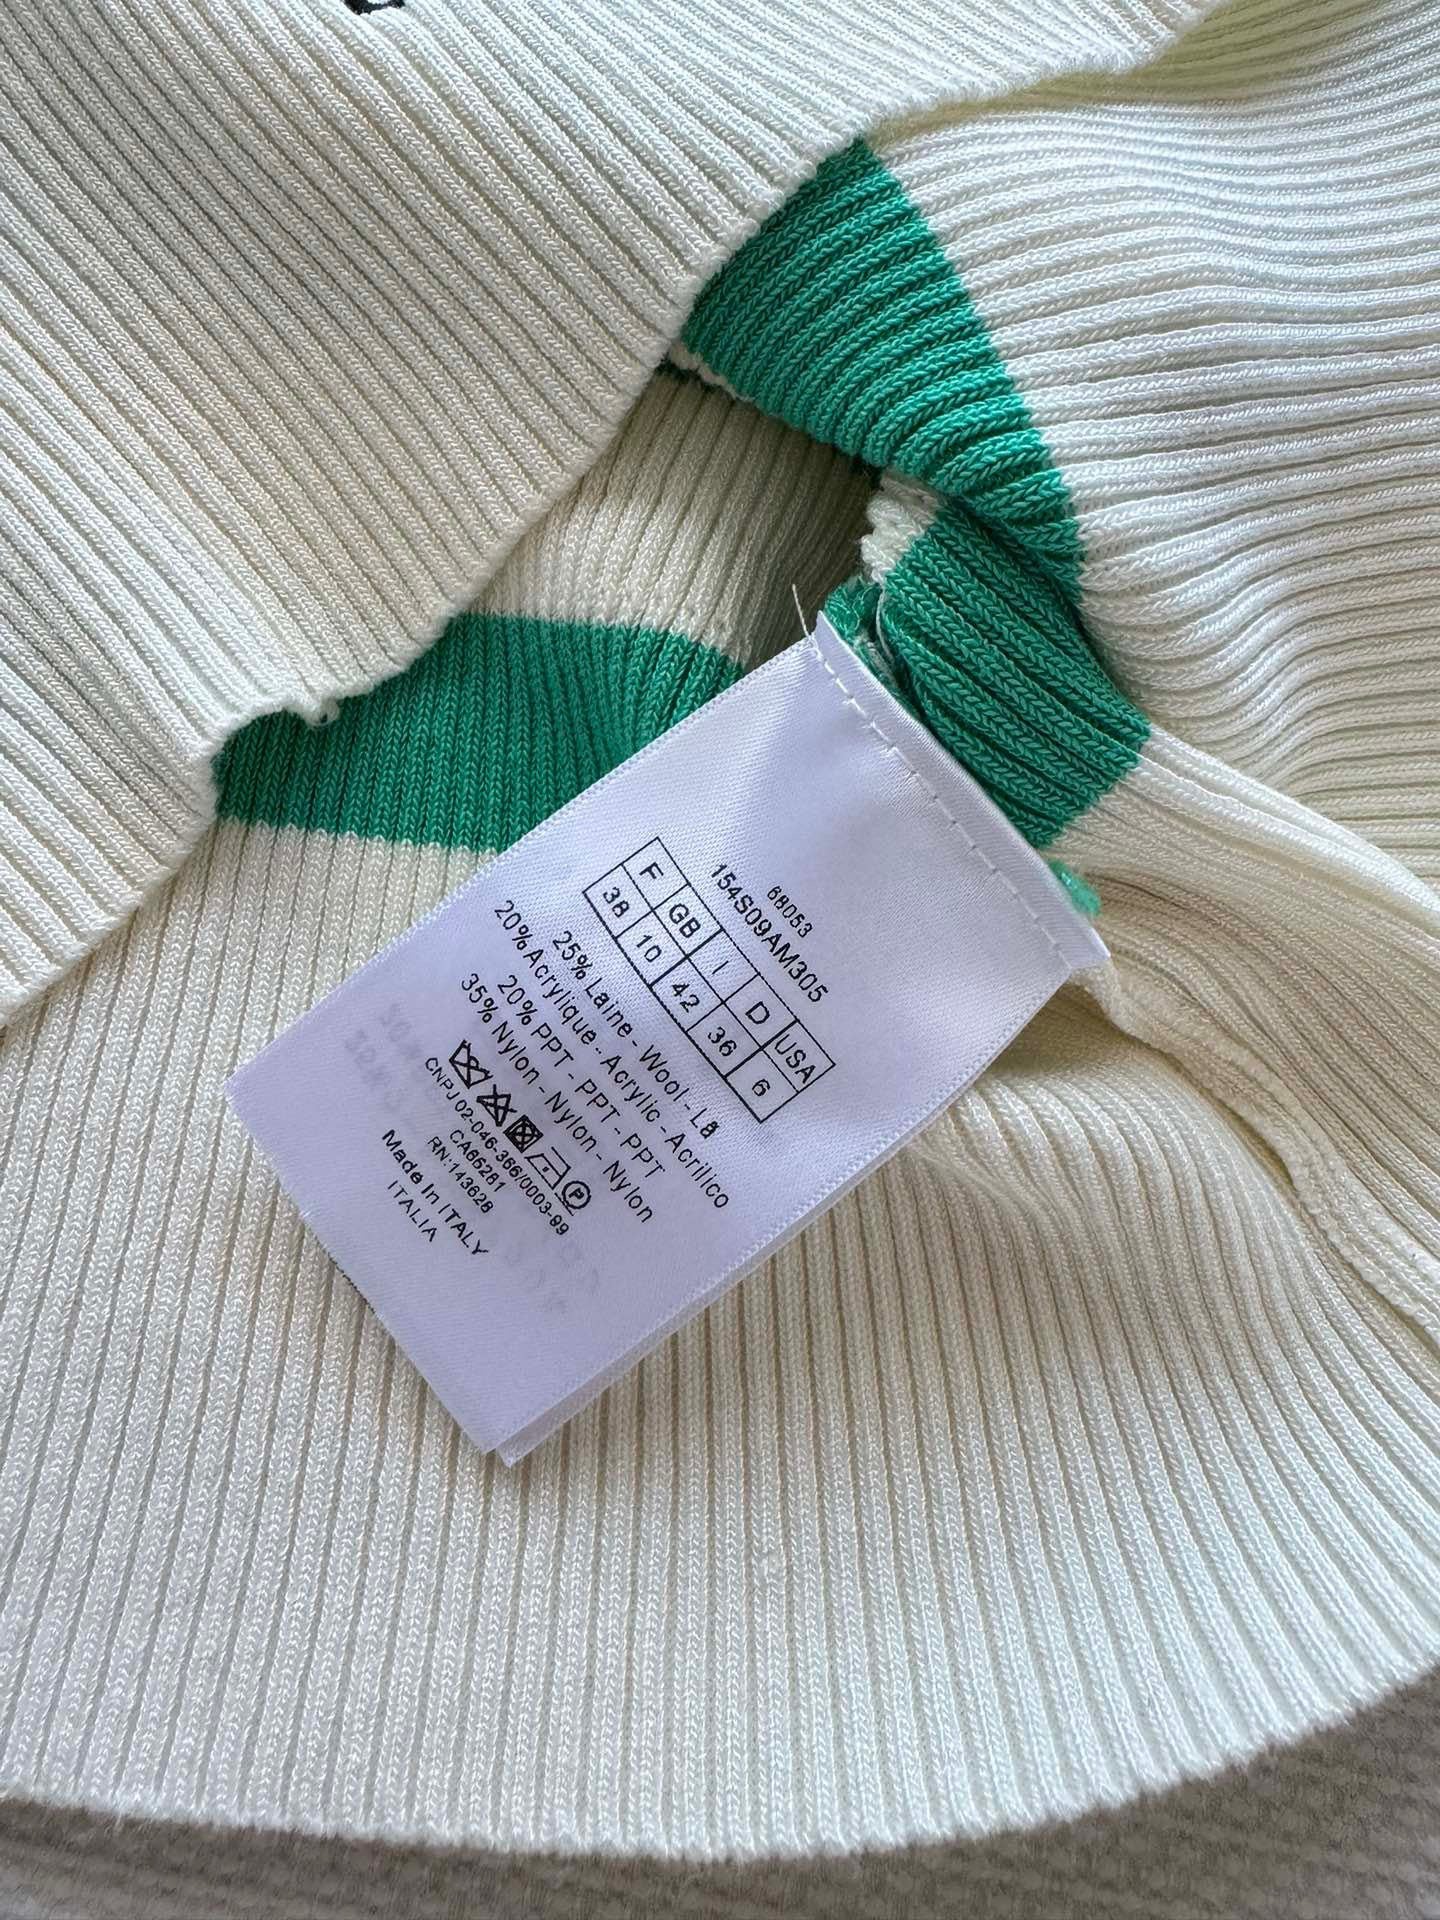 68053
154S09AM305
F GB I D USA
38 10 42 36 6
25% Laine - Wool - Lã
20% Acrylique - Acrylic - Acrilico
20% PPT - PPT - PPT
35% Nylon - Nylon - Nylon
P
CNPJ 02-046-366/0003-99
CA66281
RN:143628
Made In ITALY
ITALIA